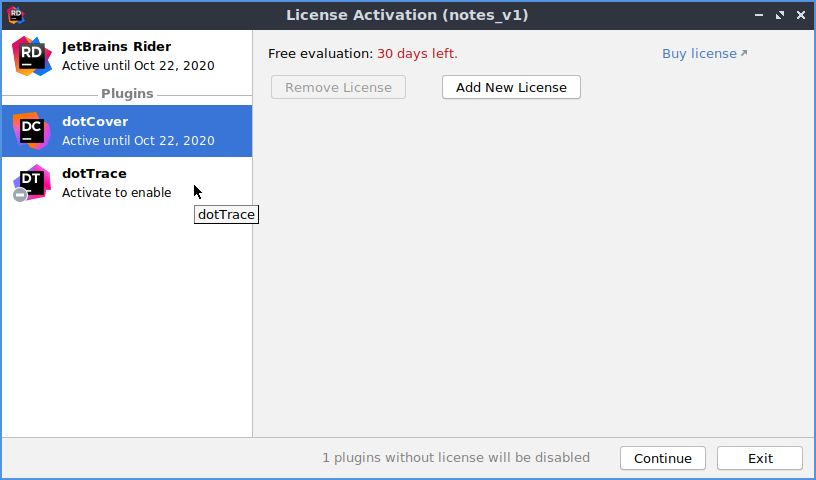 RD
License Activation (notes_v1)
RD
JetBrains Rider
Active until Oct 22, 2020
Plugins
DC
dotCover
Active until Oct 22, 2020
DT
dotTrace
Activate to enable
dotTrace
Free evaluation: 30 days left.
Buy license
Remove License
Add New License
1 plugins without license will be disabled
Continue
Exit